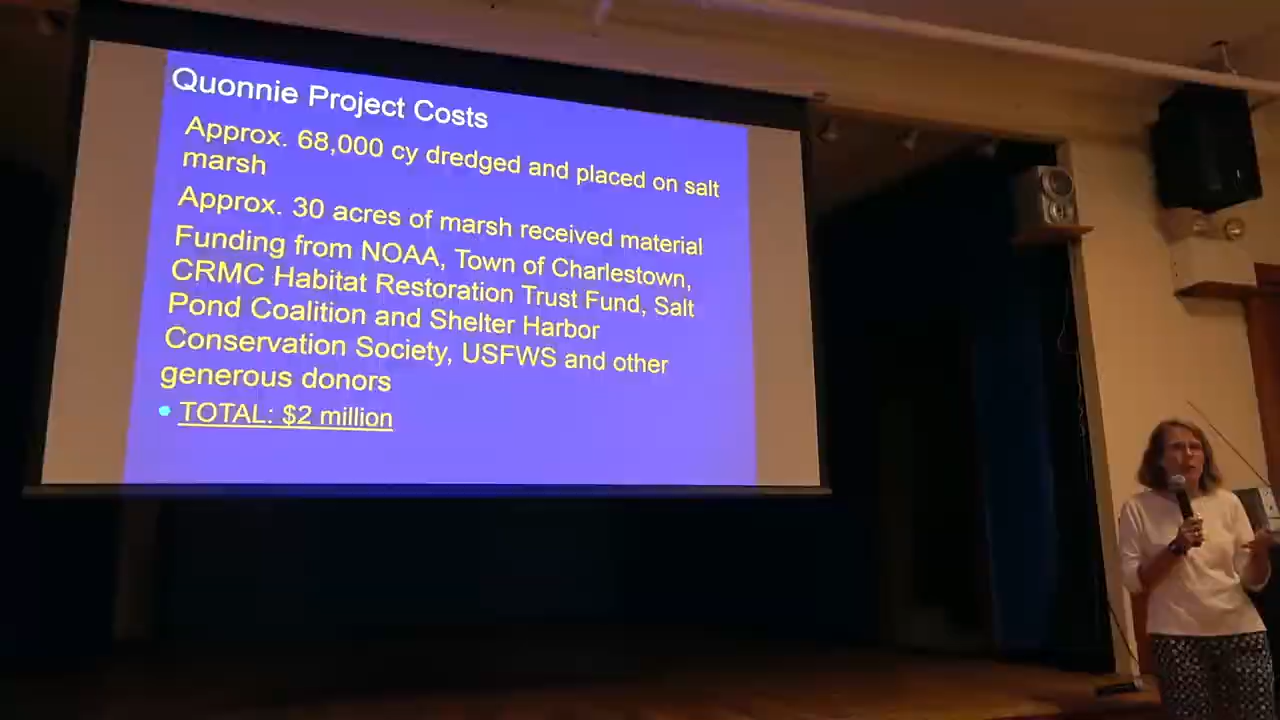 Quonnie Project Costs
Approx. 68,000 cy dredged and placed on salt
marsh
Approx. 30 acres of marsh received material
Funding from NOAA, Town of Charlestown,
CRMC Habitat Restoration Trust Fund, Salt
Pond Coalition and Shelter Harbor
Conservation Society, USFWS and other
generous donors
• TOTAL: $2 million